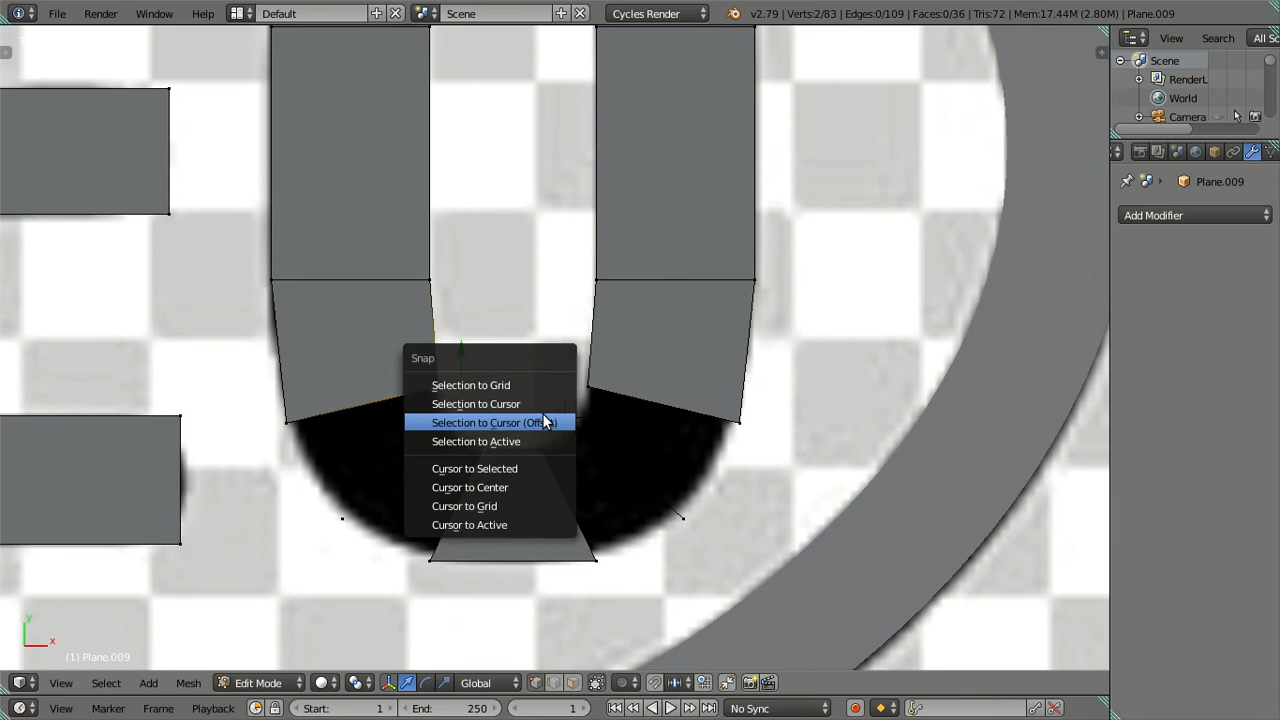 File Render Window Help Default Scene Cycles Render v2.79 | Verts:2/83 | Edges:0/109 | Faces:0/36 | Tris:72 | Mem:17.44M (2.80M) | Plane.009
View Search All Sc
Scene
RenderL
World
Camera
Plane.009
Add Modifier
Snap
Selection to Grid
Selection to Cursor
Selection to Cursor
Selection to Active
Cursor to Selected
Cursor to Center
Cursor to Grid
Cursor to Active
y
x
(1) Plane.009
View Select Add Mesh Edit Mode Global
View Marker Frame Playback Start: 1 End: 250 1 No Sync